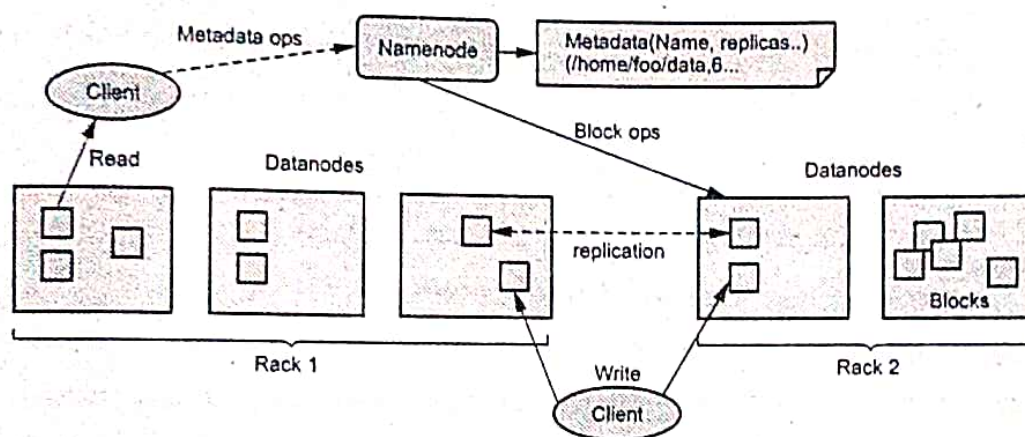 Metadata ops
Namenode
Metadata(Name, replicas..)
(/home/foo/data,6...
Client
Block ops
Read
Datanodes
Datanodes
replication
Blocks
Rack 1
Write
Rack 2
Client